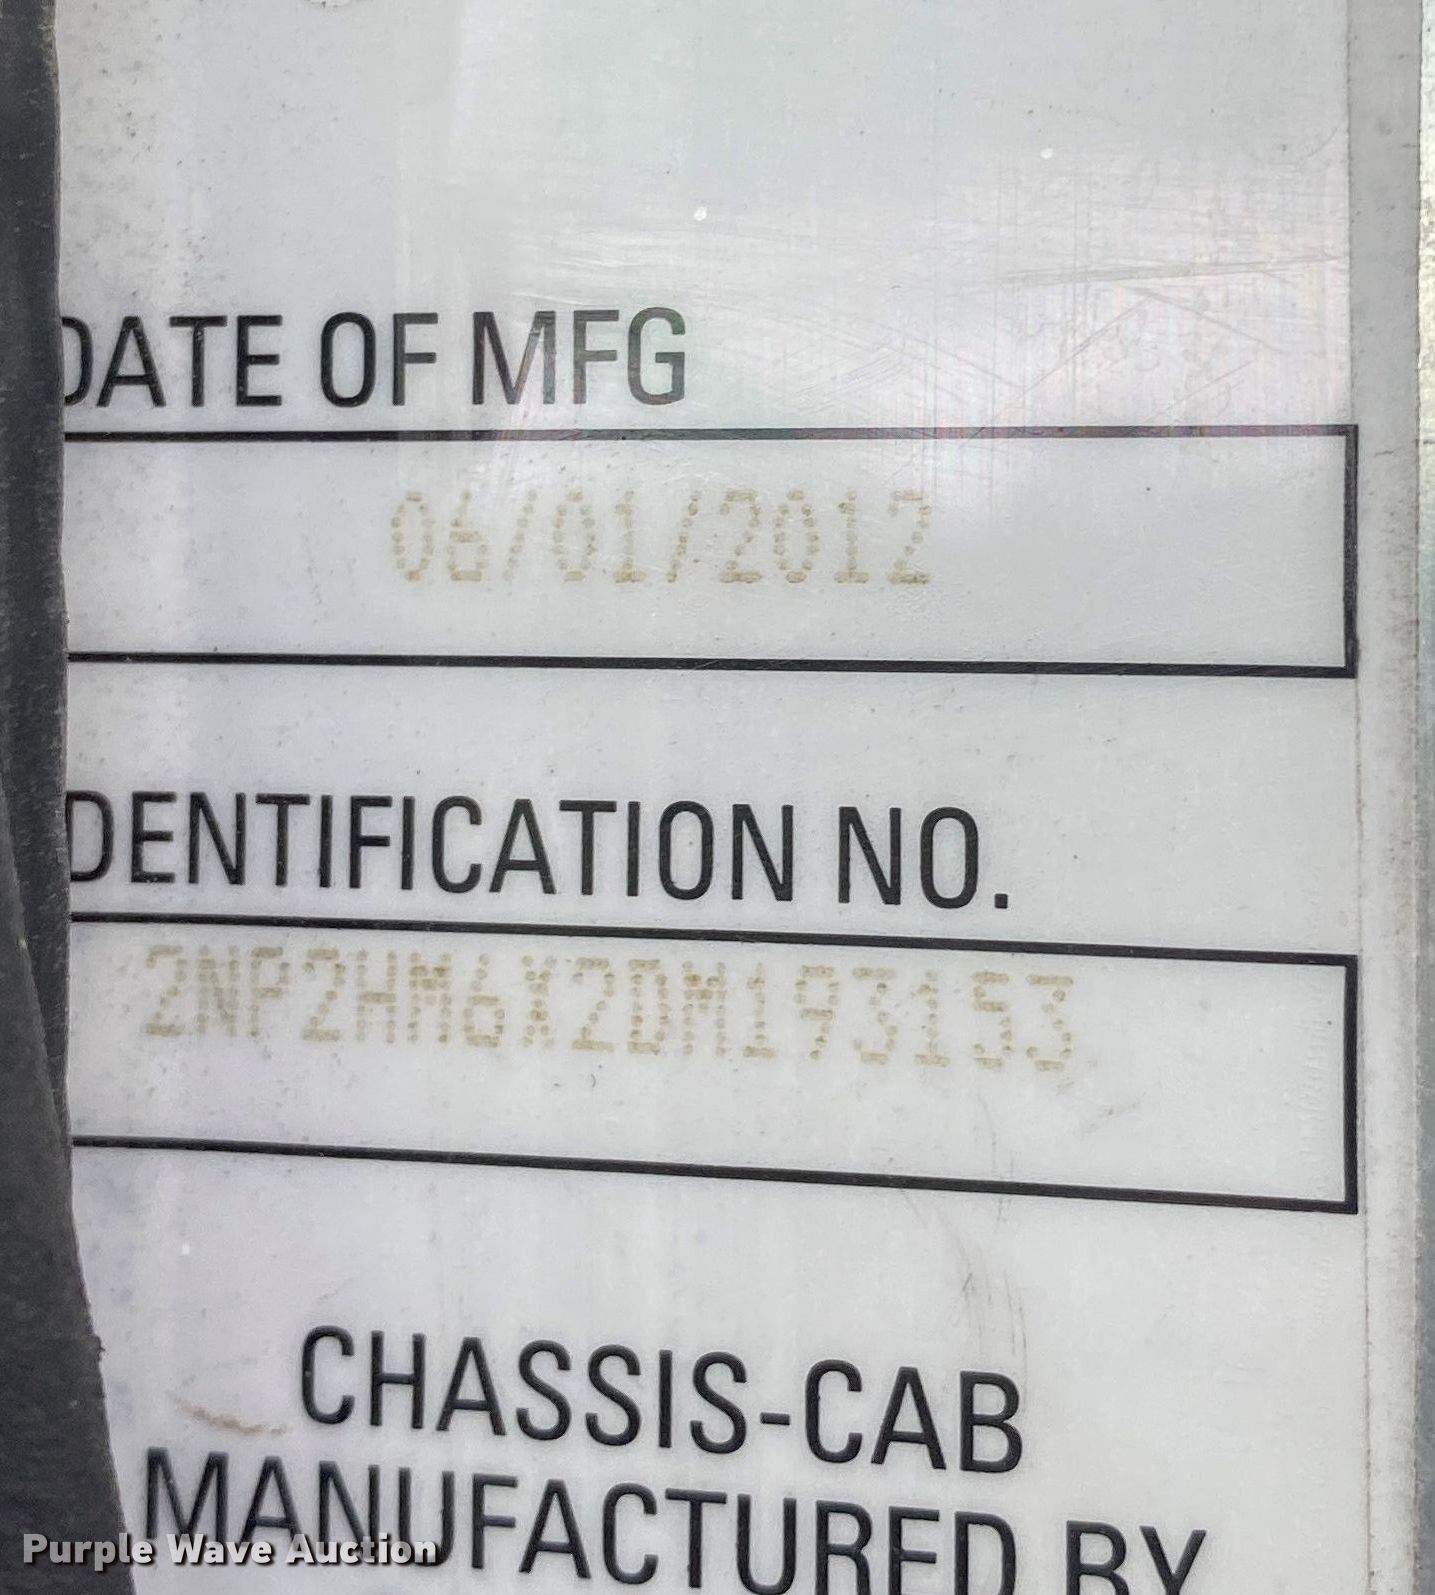 DATE OF MFG
06/01/2012
DENTIFICATION NO.
2NP2HM6X2DM193153
CHASSIS-CAB
MANUFACTURED BY
Purple Wave Auction